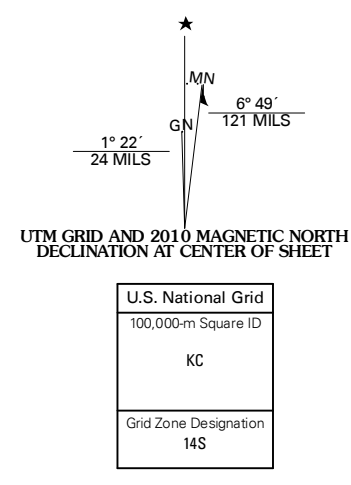 MN
6° 49´
121 MILS
GN
1° 22´
24 MILS
UTM GRID AND 2010 MAGNETIC NORTH
DECLINATION AT CENTER OF SHEET
U.S. National Grid
100,000-m Square ID
KC
Grid Zone Designation
14S